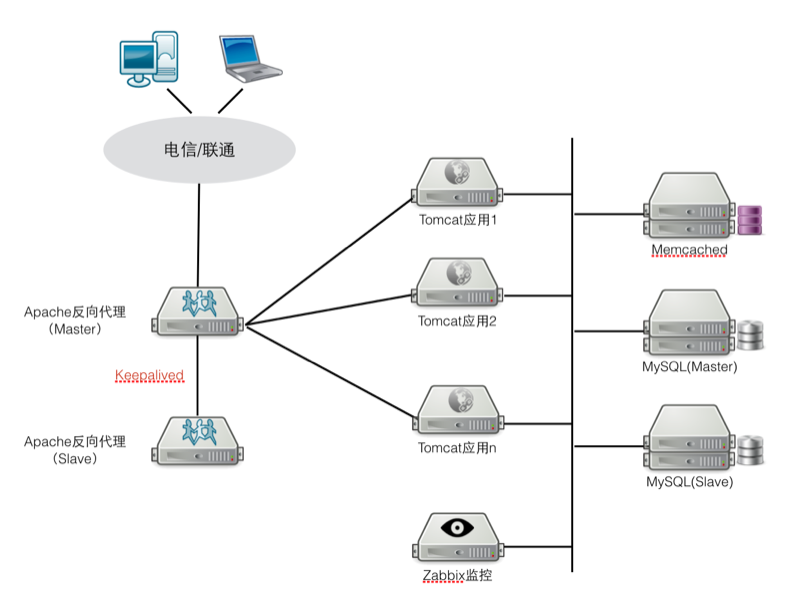 电信/联通
Apache反向代理
（Master）
Keepalived
Apache反向代理
（Slave）
Tomcat应用1
Tomcat应用2
Tomcat应用n
Zabbix监控
Memcached
MySQL(Master)
MySQL(Slave)